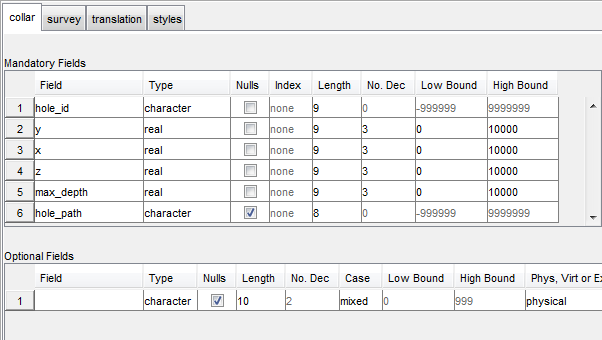 collar survey translation styles
Mandatory Fields
Field Type Nulls Index Length No. Dec Low Bound High Bound
1 hole_id character none 9 0 -999999 9999999
2 y real none 9 3 0 10000
3 x real none 9 3 0 10000
4 z real none 9 3 0 10000
5 max_depth real none 9 3 0 10000
6 hole_path character none 8 0 -999999 9999999
Optional Fields
Field Type Nulls Length No. Dec Case Low Bound High Bound Phys, Virt or Ex
1 character 10 2 mixed 0 999 physical